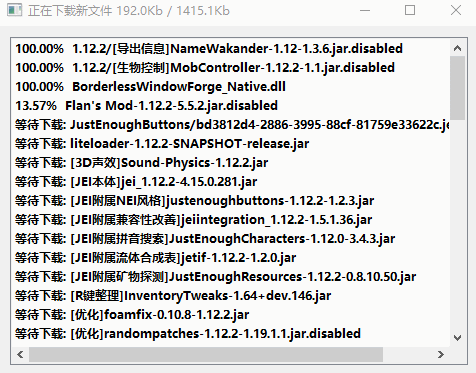 正在下载新文件 192.0Kb / 1415.1Kb
100.00% 1.12.2/[导出信息]NameWakander-1.12-1.3.6.jar.disabled
100.00% 1.12.2/[生物控制]MobController-1.12.2-1.1.jar.disabled
100.00% BorderlessWindowForge_Native.dll
13.57% Flan's Mod-1.12.2-5.5.2.jar.disabled
等待下载: JustEnoughButtons/bd3812d4-2886-3995-88cf-81759e33622c.je
等待下载: liteloader-1.12.2-SNAPSHOT-release.jar
等待下载: [3D声效]Sound-Physics-1.12.2.jar
等待下载: [JEI本体]jei_1.12.2-4.15.0.281.jar
等待下载: [JEI附属NEI风格]justenoughbuttons-1.12.2-1.2.3.jar
等待下载: [JEI附属兼容性改善]jeiintegration_1.12.2-1.5.1.36.jar
等待下载: [JEI附属拼音搜索]JustEnoughCharacters-1.12.0-3.4.3.jar
等待下载: [JEI附属流体合成表]jetif-1.12.2-1.2.0.jar
等待下载: [JEI附属矿物探测]JustEnoughResources-1.12.2-0.8.10.50.jar
等待下载: [R键整理]InventoryTweaks-1.64+dev.146.jar
等待下载: [优化]foamfix-0.10.8-1.12.2.jar
等待下载: [优化]randompatches-1.12.2-1.19.1.1.jar.disabled